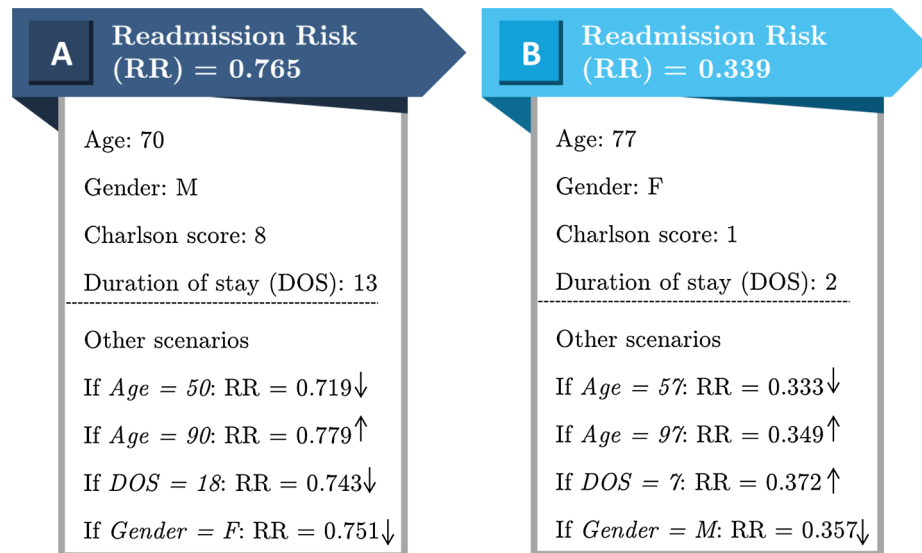 A
Readmission Risk
(RR) = 0.765
Age: 70
Gender: M
Charlson score: 8
Duration of stay (DOS): 13
Other scenarios
If Age = 50: RR = 0.719↓
If Age = 90: RR = 0.779↑
If DOS = 18: RR = 0.743↓
If Gender = F: RR = 0.751↓
B
Readmission Risk
(RR) = 0.339
Age: 77
Gender: F
Charlson score: 1
Duration of stay (DOS): 2
Other scenarios
If Age = 57: RR = 0.333↓
If Age = 97: RR = 0.349↑
If DOS = 7: RR = 0.372↑
If Gender = M: RR = 0.357↓